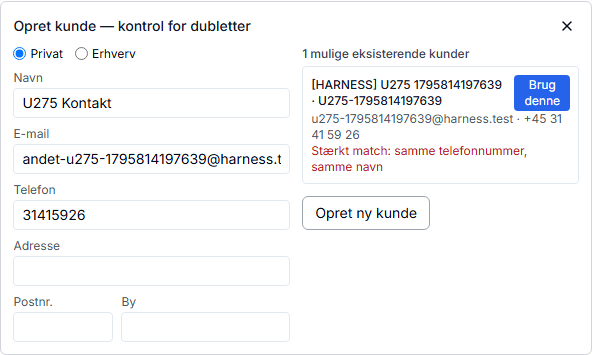 Opret kunde — kontrol for dubletter
Privat
Erhverv
Navn
U275 Kontakt
E-mail
andet-u275-1795814197639@harness.t
Telefon
31415926
Adresse
Postnr.
By
1 mulige eksisterende kunder
[HARNESS] U275 1795814197639
· U275-1795814197639
Brug
denne
u275-1795814197639@harness.test · +45 31
41 59 26
Stærkt match: samme telefonnummer,
samme navn
Opret ny kunde